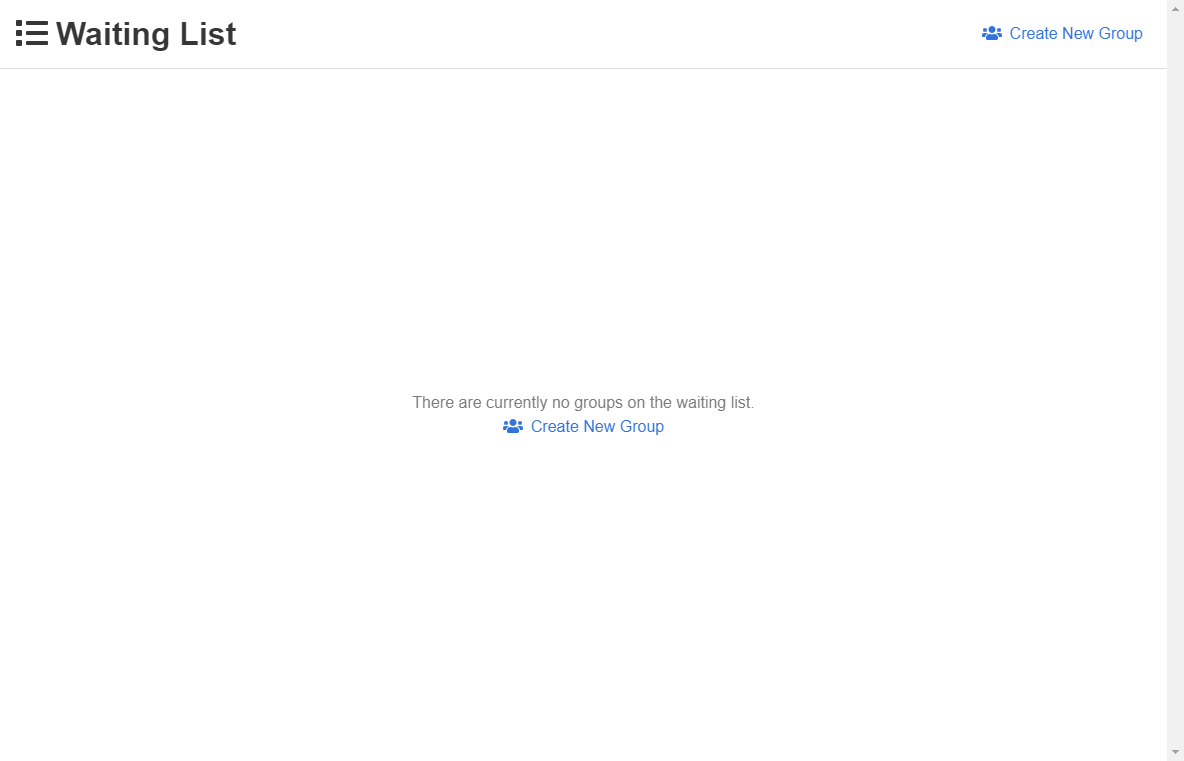 Waiting List
Create New Group
There are currently no groups on the waiting list.
Create New Group